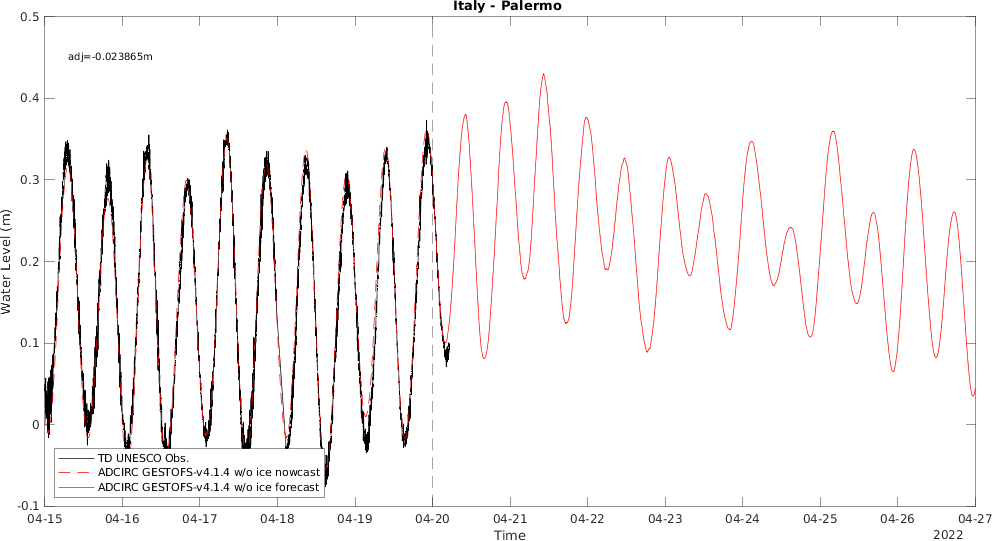 Italy - Palermo
adj=-0.023865m
Water Level (m)
0.5
0.4
0.3
0.2
0.1
0
-0.1
TD UNESCO Obs.
ADCIRC GESTOFS-v4.1.4 w/o ice nowcast
ADCIRC GESTOFS-v4.1.4 w/o ice forecast
04-15 04-16 04-17 04-18 04-19 04-20 04-21 04-22 04-23 04-24 04-25 04-26 04-27
Time
2022